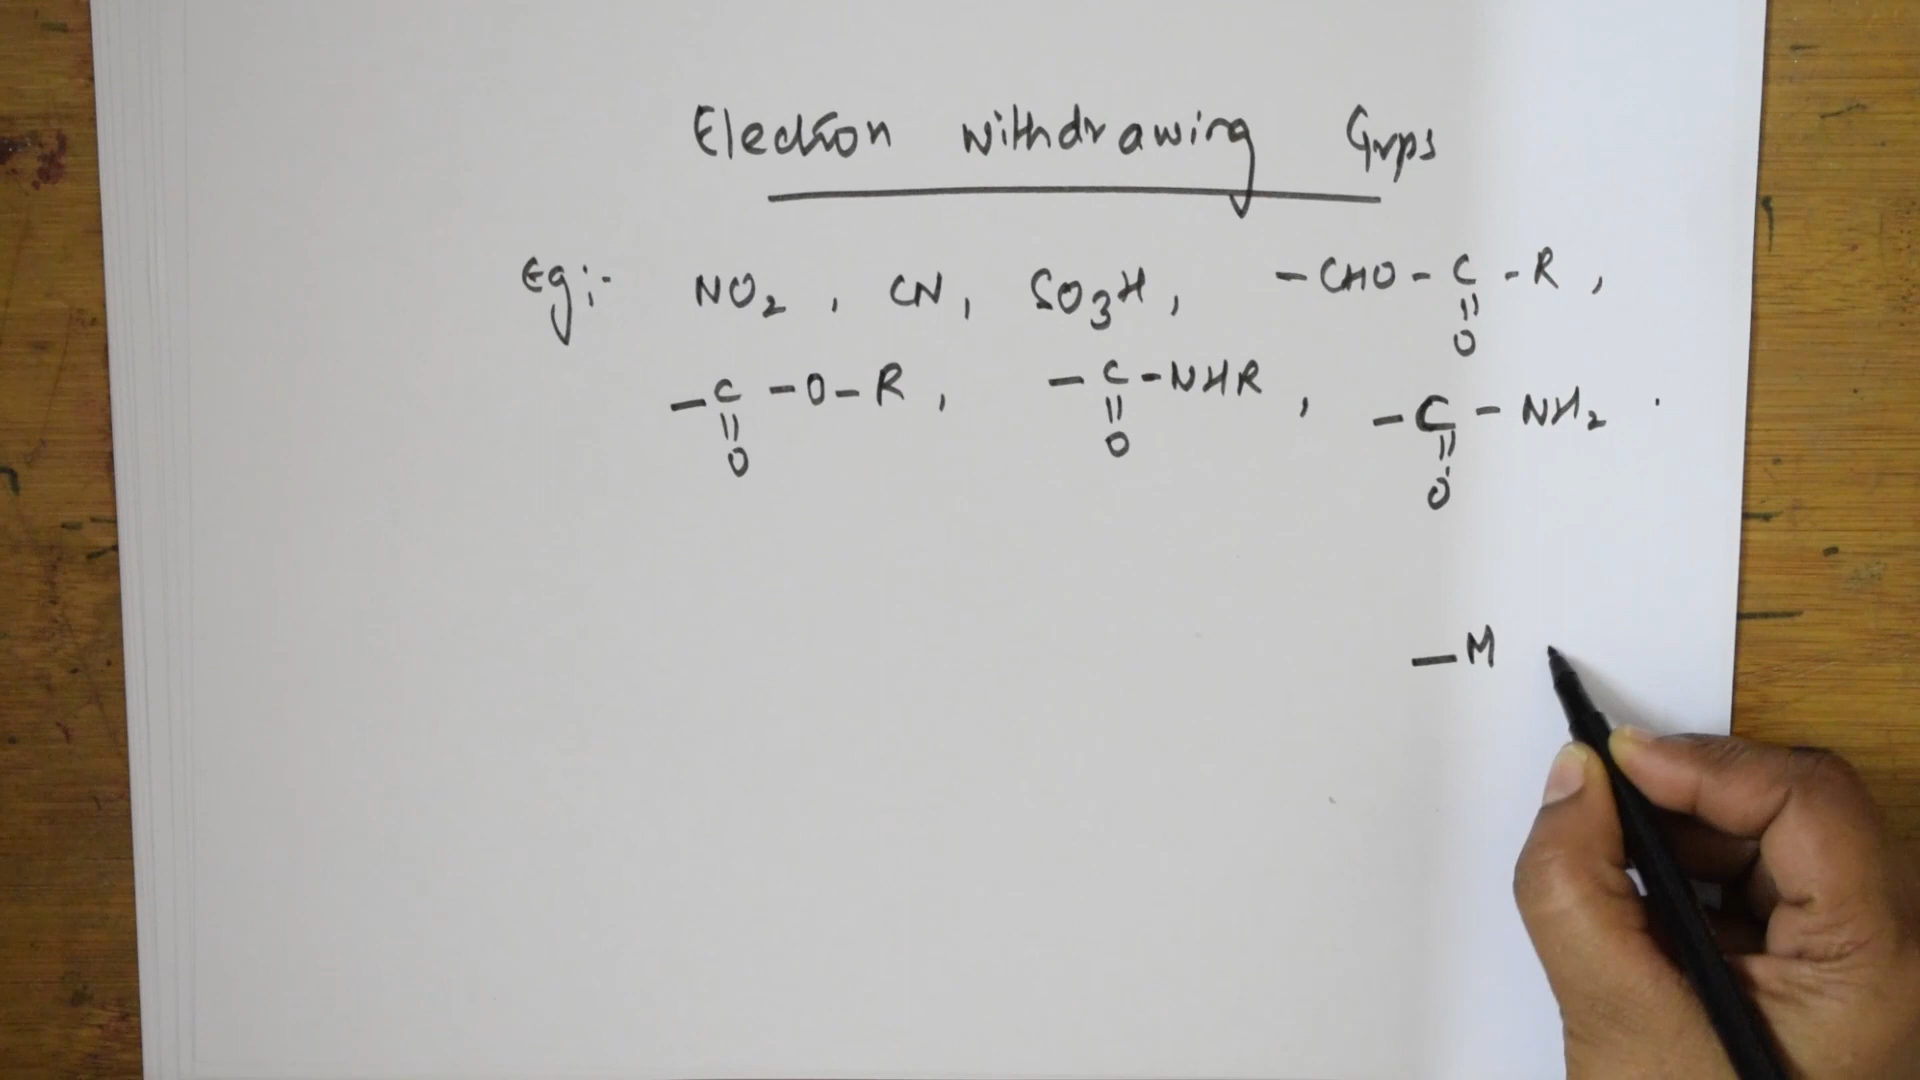 Electron withdrawing Grps
Eg:- NO₂, CN, SO₃H, -CHO - C - R,
||
O
-C-O-R, -C-NHR, -C-NH₂.
|| || ||
O O O
-M